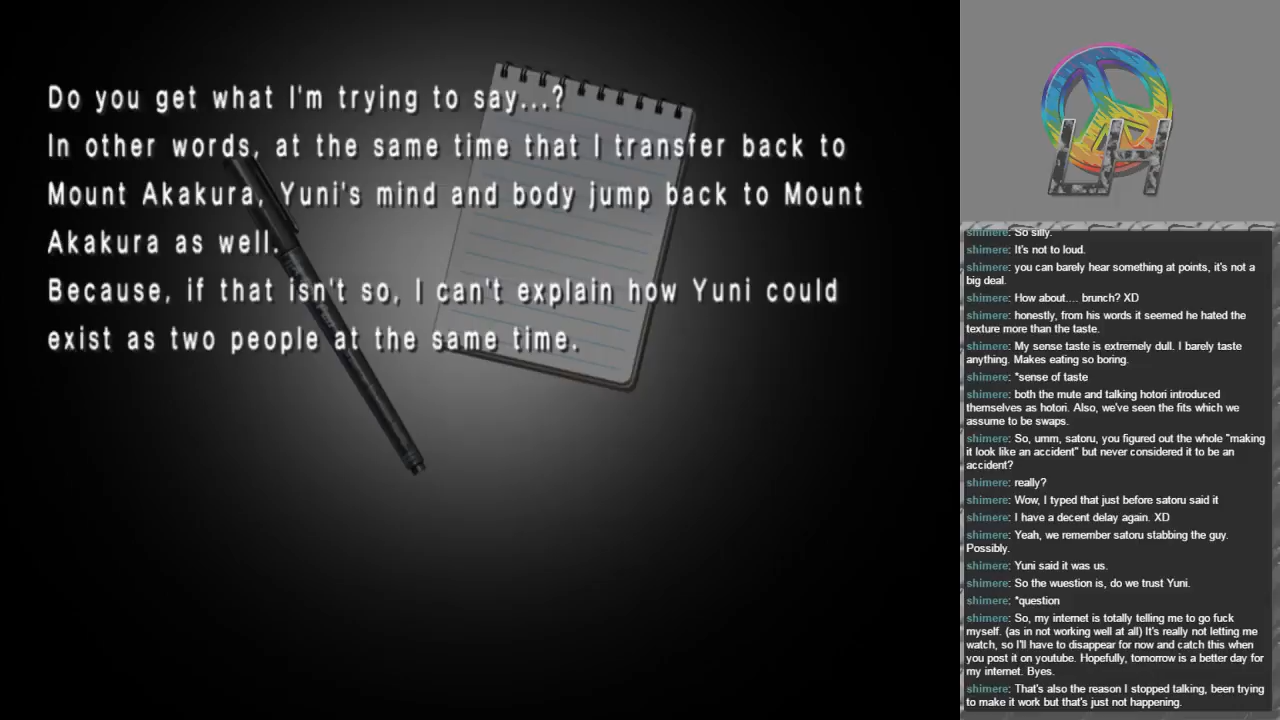 Do you get what I'm trying to say...?
In other words, at the same time that I transfer back to
Mount Akakura, Yuni's mind and body jump back to Mount
Akakura as well.
Because, if that isn't so, I can't explain how Yuni could
exist as two people at the same time.
LH
shimere: So silly.
shimere: It's not to loud.
shimere: you can barely hear something at points, it's not a
big deal.
shimere: How about.... brunch? XD
shimere: honestly, from his words it seemed he hated the
texture more than the taste.
shimere: My sense taste is extremely dull. I barely taste
anything. Makes eating so boring.
shimere: *sense of taste
shimere: both the mute and talking hotori introduced
themselves as hotori. Also, we've seen the fits which we
assume to be swaps.
shimere: So, umm, satoru, you figured out the whole "making
it look like an accident" but never considered it to be an
accident?
shimere: really?
shimere: Wow, I typed that just before satoru said it
shimere: I have a decent delay again. XD
shimere: Yeah, we remember satoru stabbing the guy.
Possibly.
shimere: Yuni said it was us.
shimere: So the wuestion is, do we trust Yuni.
shimere: *question
shimere: So, my internet is totally telling me to go fuck
myself. (as in not working well at all) It's really not letting me
watch, so I'll have to disappear for now and catch this when
you post it on youtube. Hopefully, tomorrow is a better day for
my internet. Byes.
shimere: That's also the reason I stopped talking, been trying
to make it work but that's just not happening.